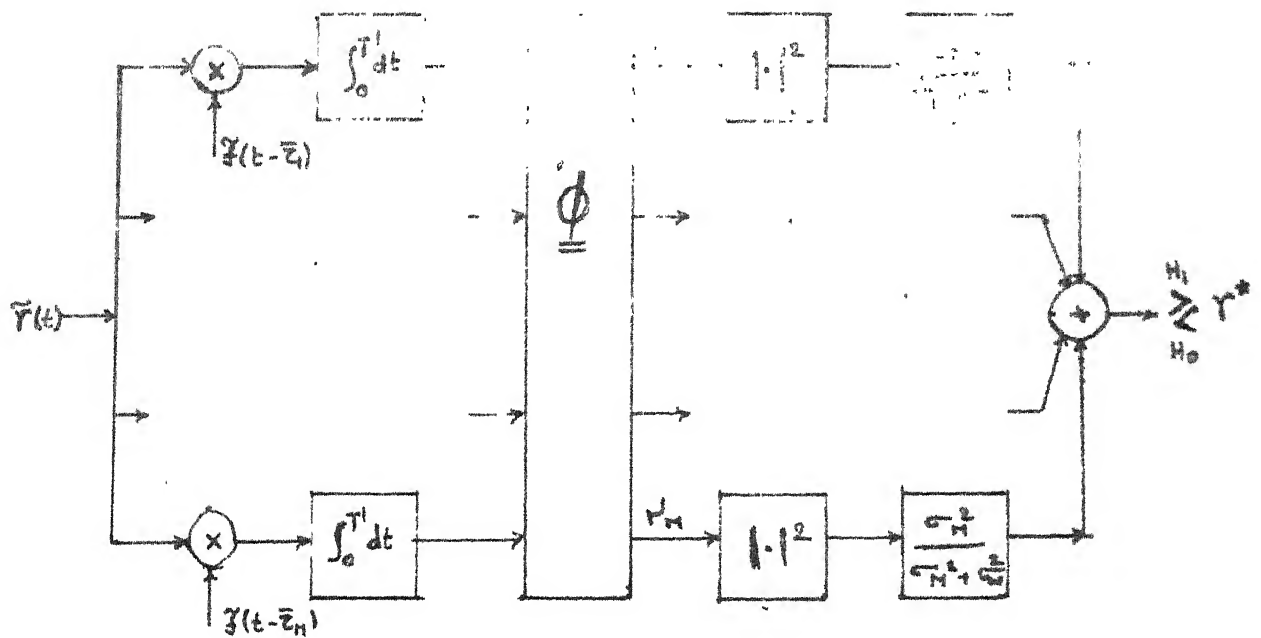 ×
∫₀^T' dt
|·|²
f̃(t-τ̄₁)
ϕ
r̃(t)
+
H₁
≷ γ*
H₀
×
∫₀^T' dt
r'_M
|·|²
σ_M² / (σ_M² + σ_w²)
f̃(t-τ̄_M)